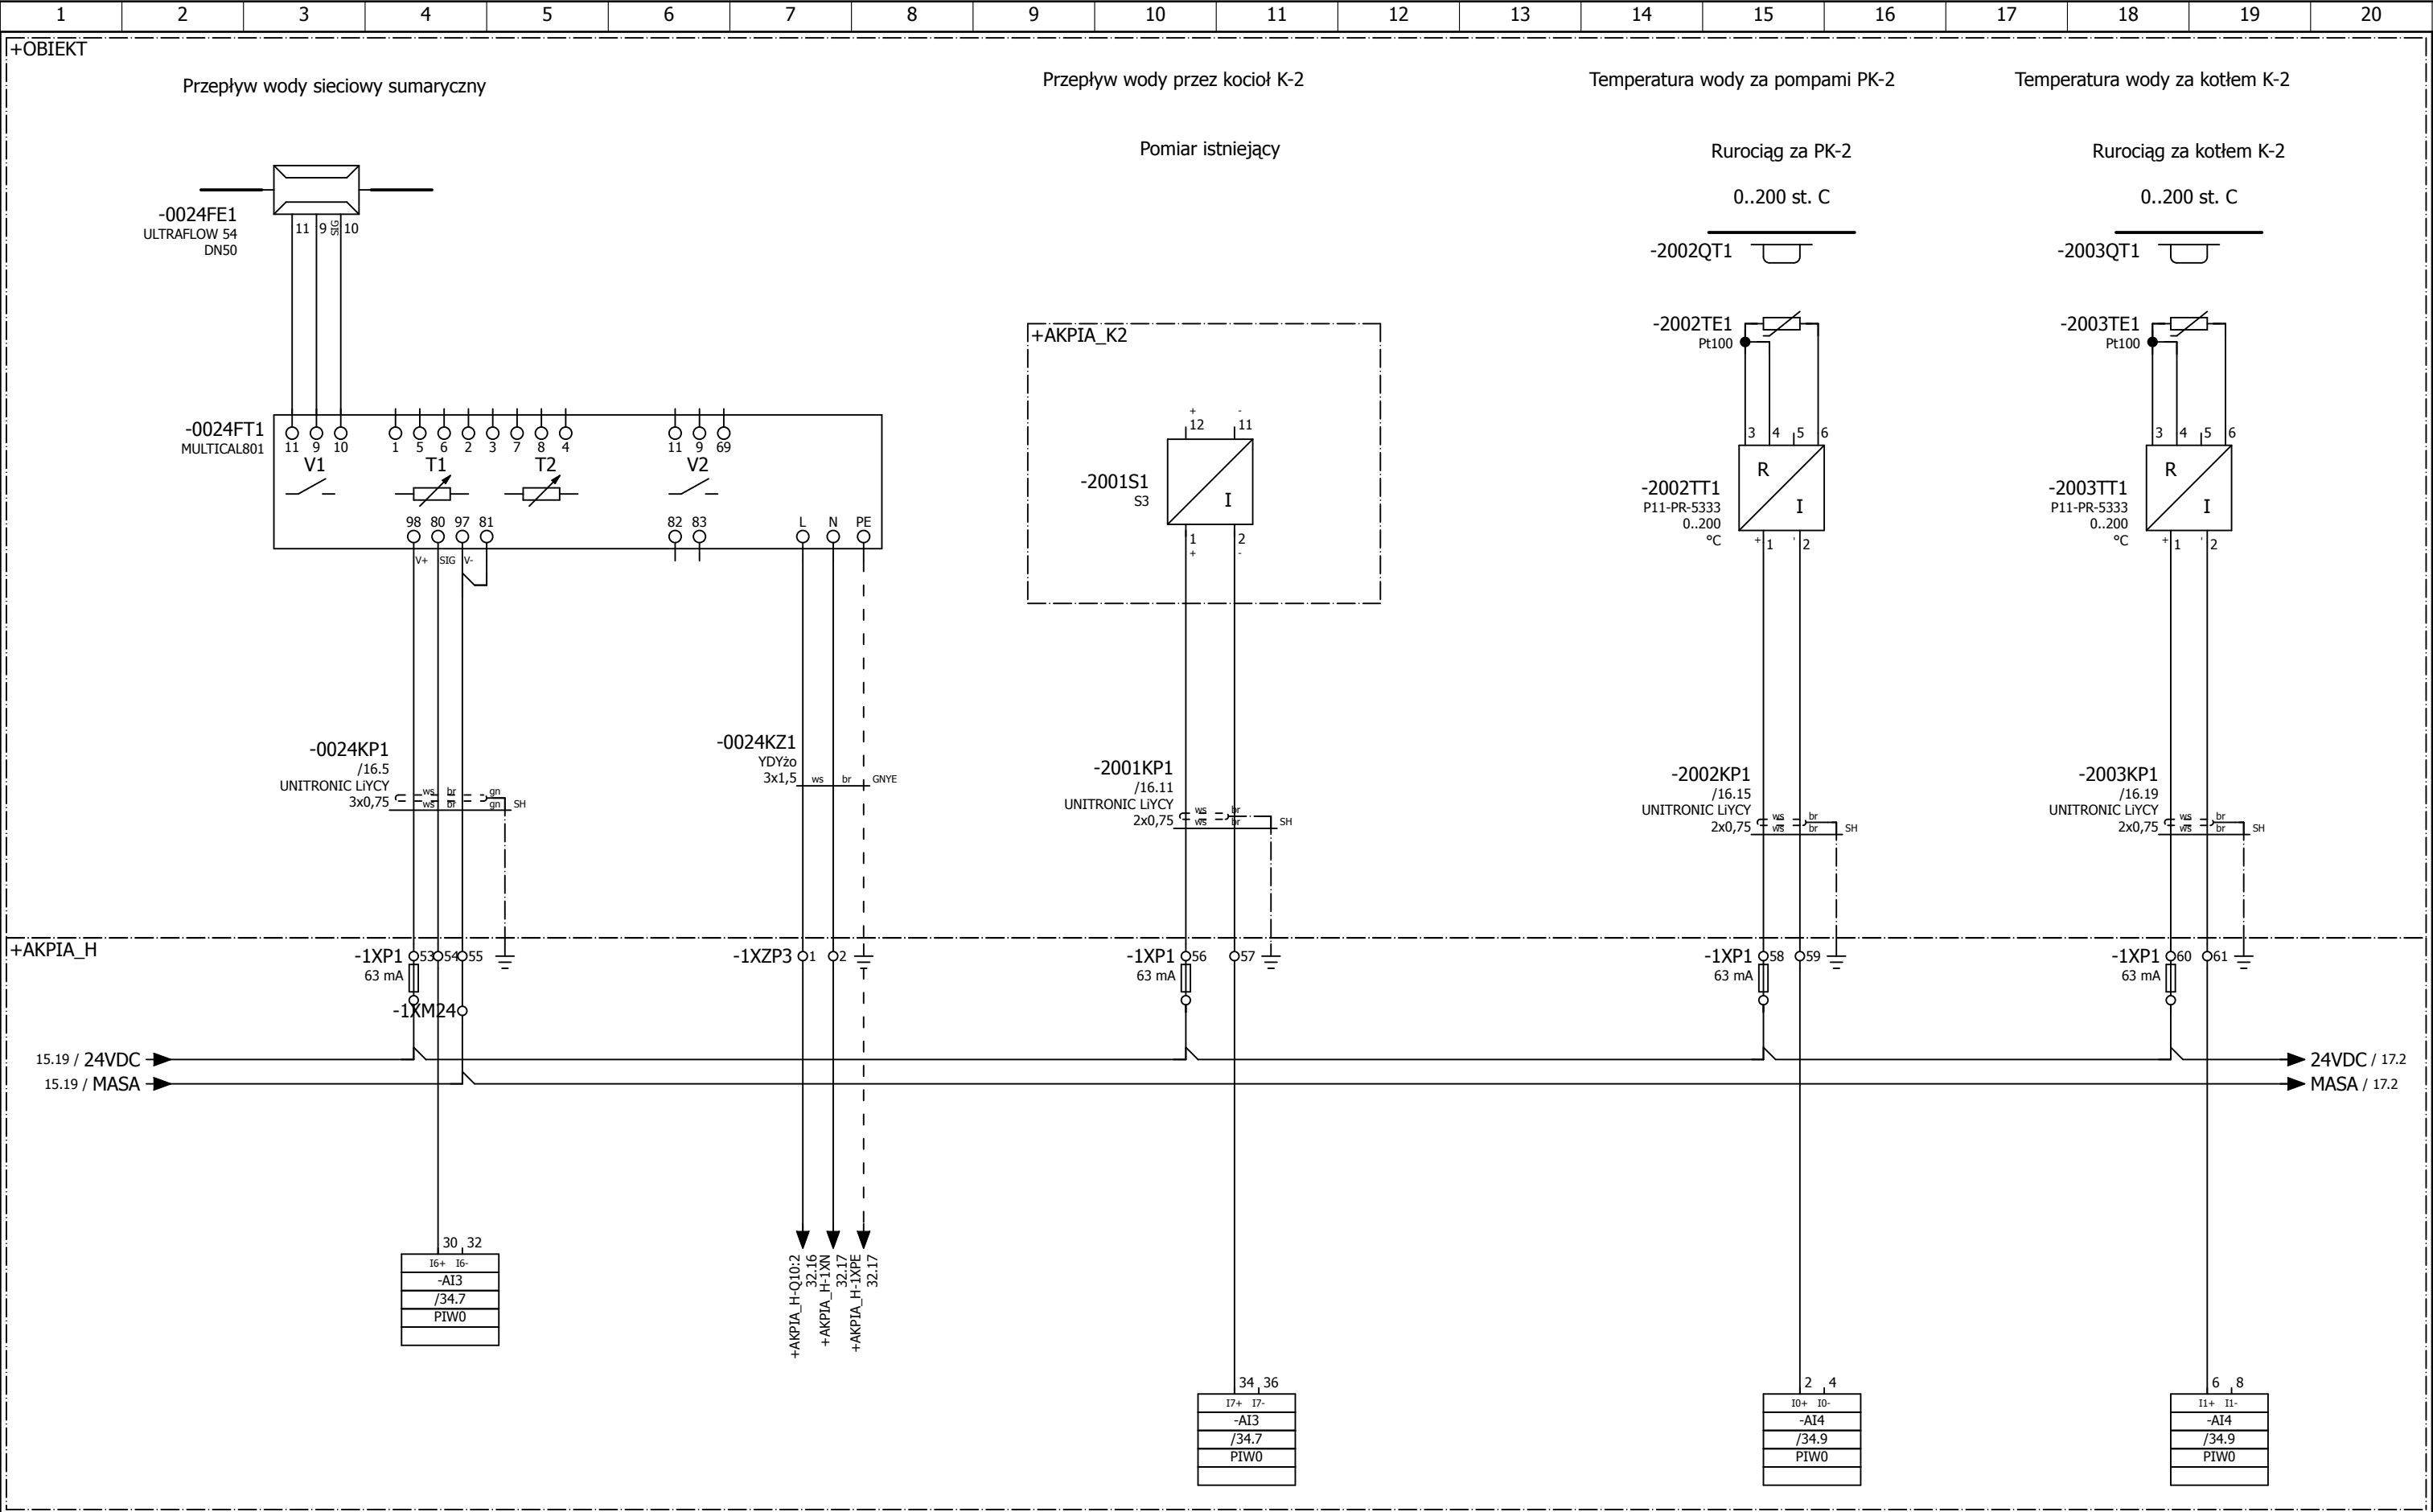 1 2 3 4 5 6 7 8 9 10 11 12 13 14 15 16 17 18 19 20
+OBIEKT
Przepływ wody sieciowy sumaryczny
Przepływ wody przez kocioł K-2
Temperatura wody za pompami PK-2
Temperatura wody za kotłem K-2
Pomiar istniejący
Rurociąg za PK-2
Rurociąg za kotłem K-2
0..200 st. C
0..200 st. C
-0024FE1
ULTRAFLOW 54
DN50
11 9 SIG 10
-2002QT1
-2003QT1
-2002TE1
Pt100
-2003TE1
Pt100
+AKPIA_K2
-0024FT1
MULTICAL801
11 9 10 1 5 6 2 3 7 8 4 11 9 69
V1 T1 T2 V2
98 80 97 81 82 83 L N PE
V+ SIG V-
+ -
12 11
-2001S1
S3
I
1 2
+ -
3 4 5 6
R
I
-2002TT1
P11-PR-5333
0..200
°C
+ 1 - 2
3 4 5 6
R
I
-2003TT1
P11-PR-5333
0..200
°C
+ 1 - 2
-0024KP1
/16.5
UNITRONIC LiYCY
3x0,75
ws br gn
ws br gn SH
-0024KZ1
YDYżo
3x1,5 ws br GNYE
-2001KP1
/16.11
UNITRONIC LiYCY
2x0,75
ws br
ws br SH
-2002KP1
/16.15
UNITRONIC LiYCY
2x0,75
ws br
ws br SH
-2003KP1
/16.19
UNITRONIC LiYCY
2x0,75
ws br
ws br SH
+AKPIA_H
-1XP1 53 54 55
63 mA
-1XM24
-1XZP3 1 2
-1XP1 56 57
63 mA
-1XP1 58 59
63 mA
-1XP1 60 61
63 mA
15.19 / 24VDC
24VDC / 17.2
15.19 / MASA
MASA / 17.2
30 32
I6+ I6-
-AI3
/34.7
PIW0
+AKPIA_H-Q10:2
32.16
+AKPIA_H-1XN
32.17
+AKPIA_H-1XPE
32.17
34 36
I7+ I7-
-AI3
/34.7
PIW0
2 4
I0+ I0-
-AI4
/34.9
PIW0
6 8
I1+ I1-
-AI4
/34.9
PIW0